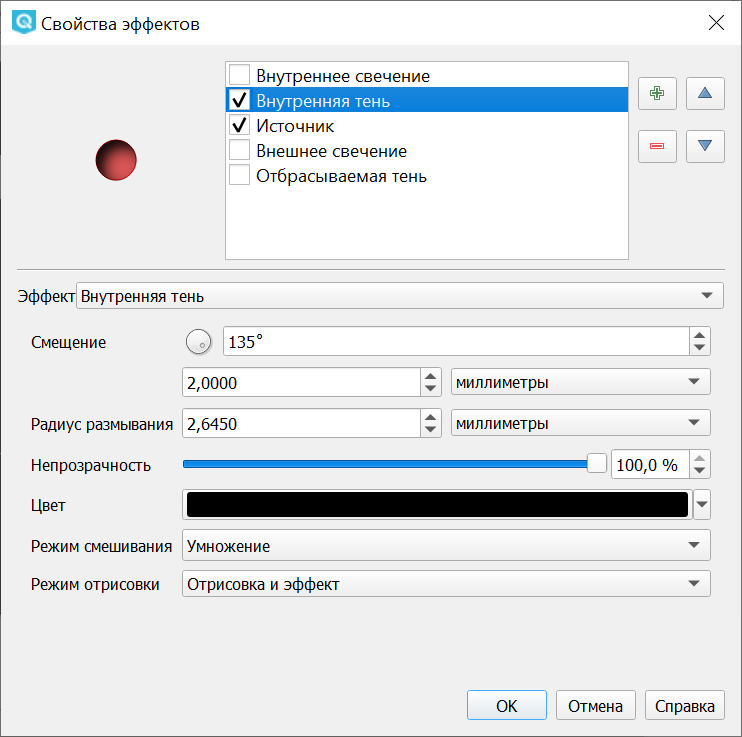 Свойства эффектов
Внутреннее свечение
Внутренняя тень
Источник
Внешнее свечение
Отбрасываемая тень
Эффект Внутренняя тень
Смещение 135°
2,0000 миллиметры
Радиус размывания 2,6450 миллиметры
Непрозрачность 100,0 %
Цвет
Режим смешивания Умножение
Режим отрисовки Отрисовка и эффект
OK Отмена Справка